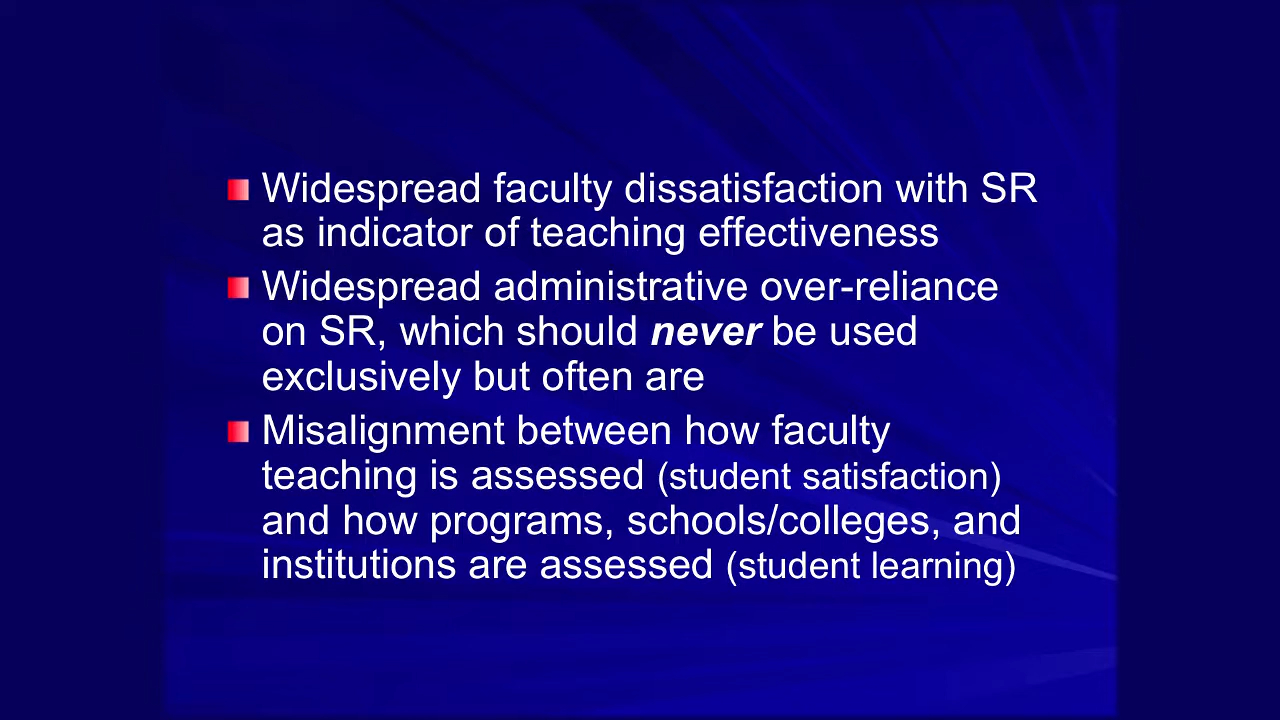 Widespread faculty dissatisfaction with SR
as indicator of teaching effectiveness
Widespread administrative over-reliance
on SR, which should never be used
exclusively but often are
Misalignment between how faculty
teaching is assessed (student satisfaction)
and how programs, schools/colleges, and
institutions are assessed (student learning)